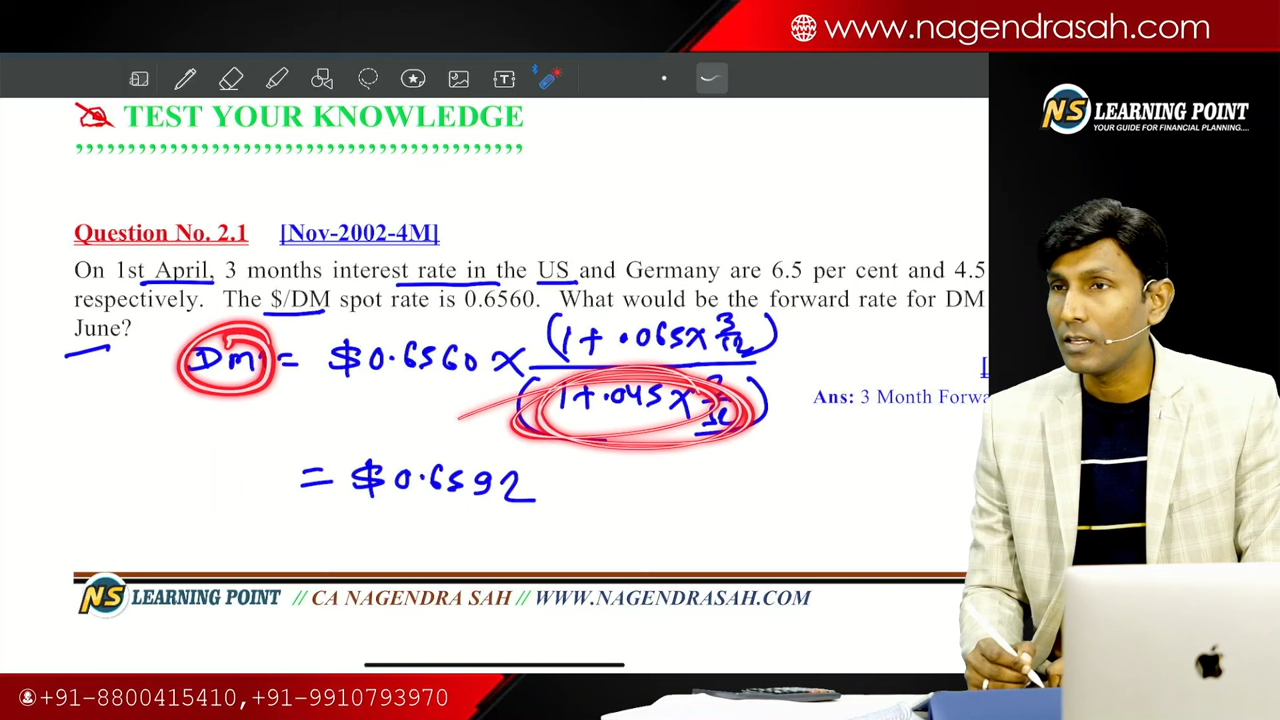 www.nagendrasah.com
NS LEARNING POINT
YOUR GUIDE FOR FINANCIAL PLANNING....
TEST YOUR KNOWLEDGE
Question No. 2.1 [Nov-2002-4M]
On 1st April, 3 months interest rate in the US and Germany are 6.5 per cent and 4.5
respectively. The $/DM spot rate is 0.6560. What would be the forward rate for DM
June?
DM = $0.6560 x (1+.065x3/12)
(1+.045x3/12)
Ans: 3 Month Forwa
= $0.6592
NS LEARNING POINT // CA NAGENDRA SAH // WWW.NAGENDRASAH.COM
+91-8800415410,+91-9910793970